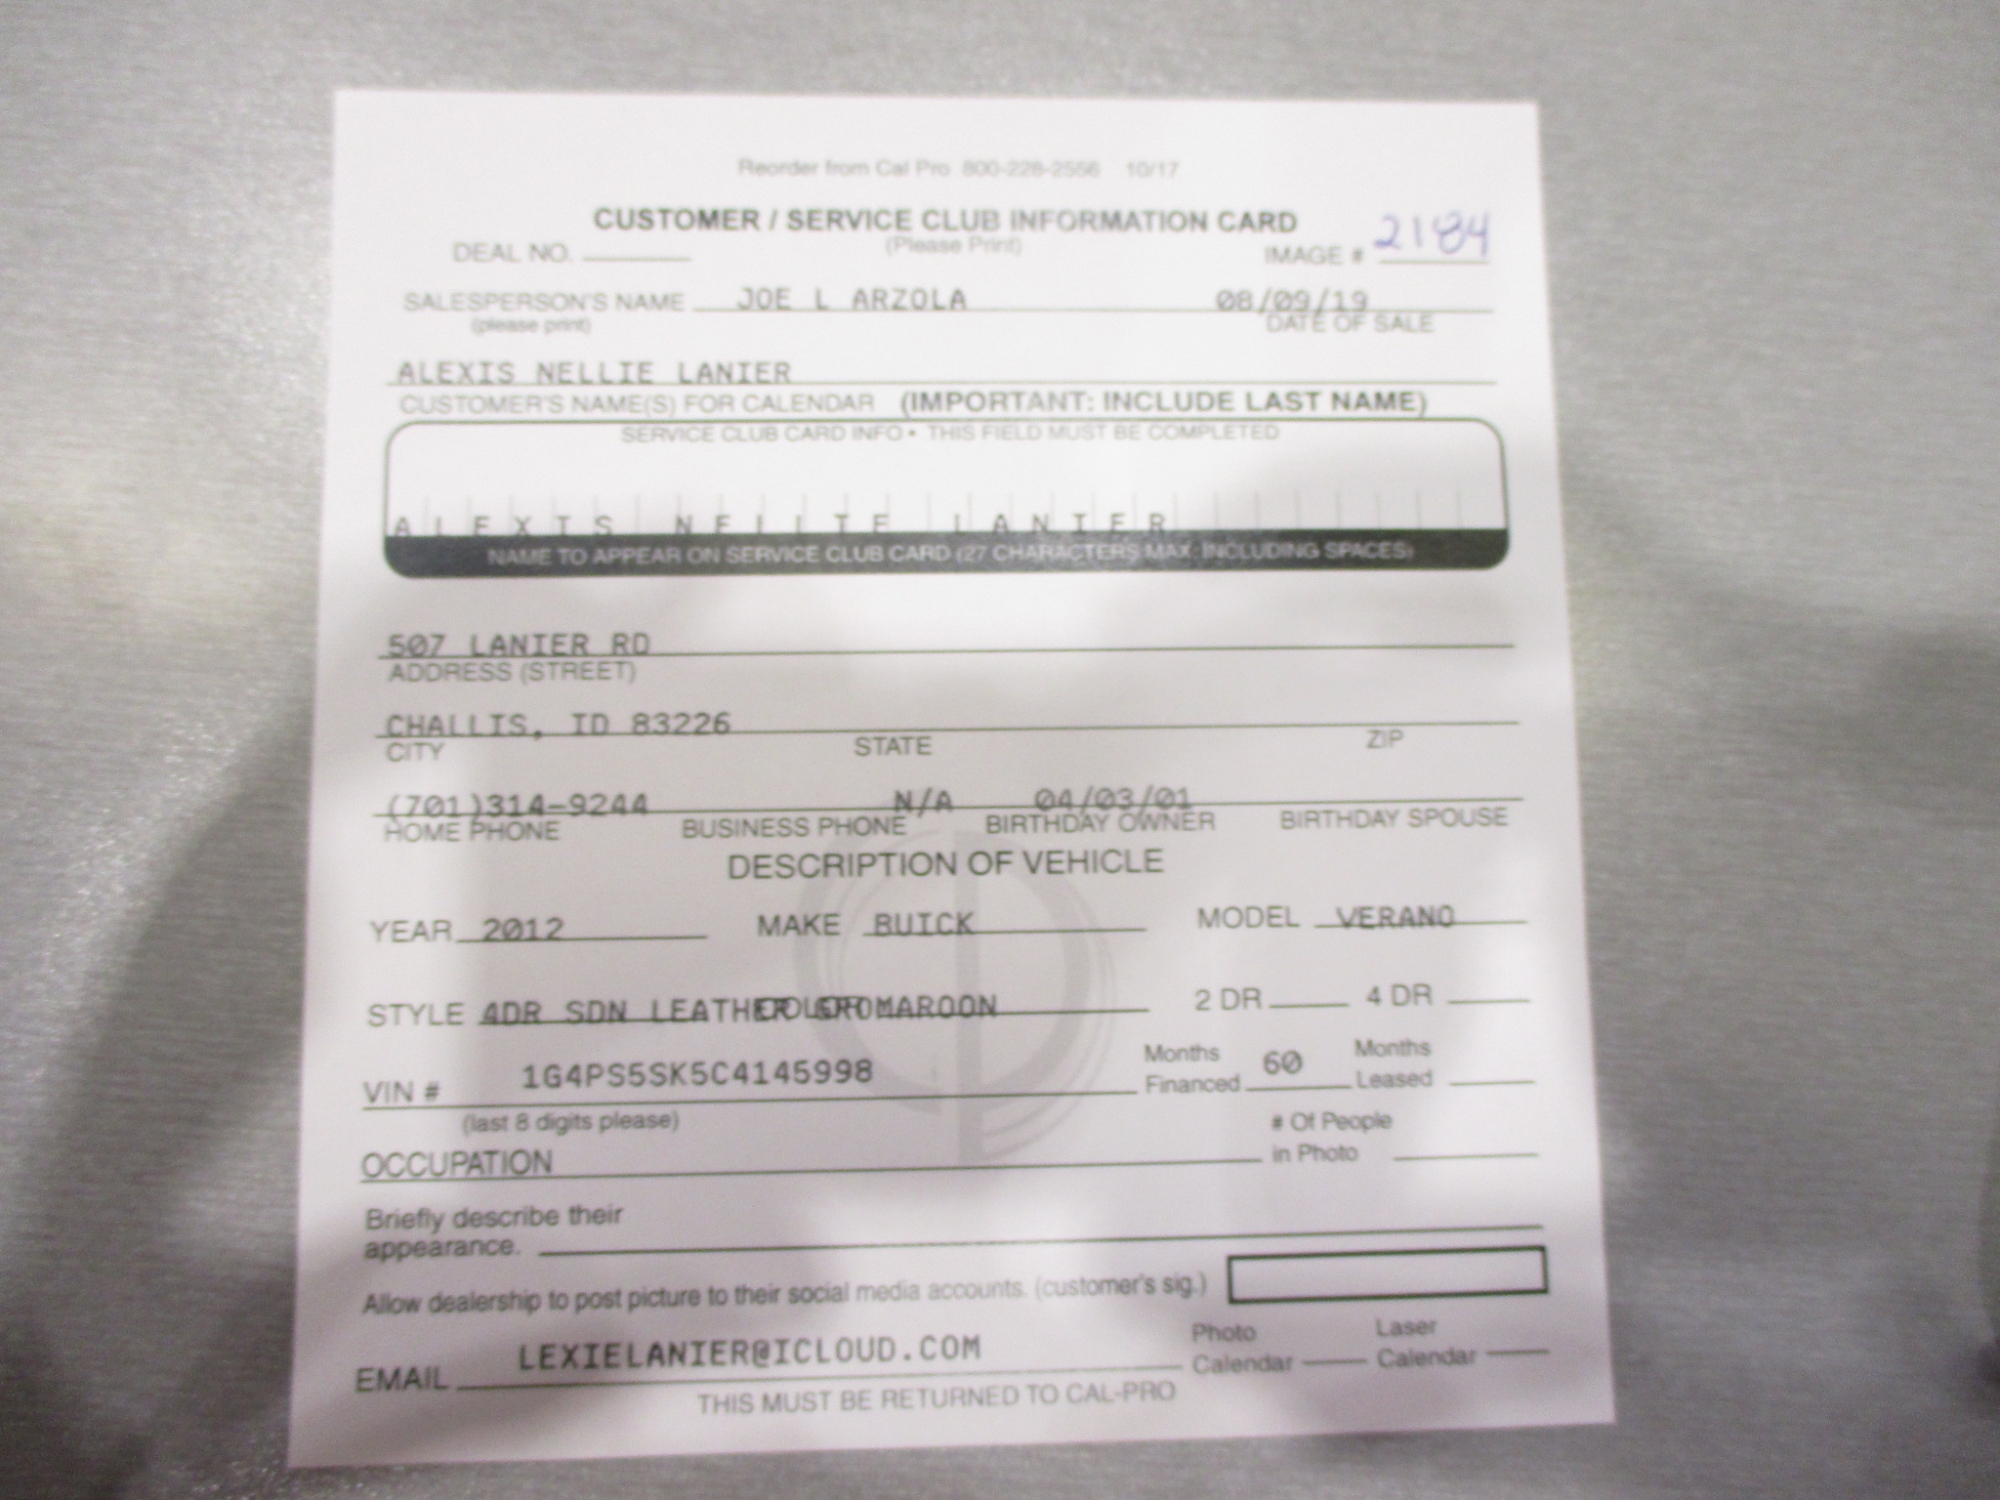 Reorder from Cal Pro 800-228-2556 10/17
CUSTOMER / SERVICE CLUB INFORMATION CARD
(Please Print)
DEAL NO. IMAGE # 2184
SALESPERSON'S NAME JOE L ARZOLA 08/09/19
(please print) DATE OF SALE
ALEXIS NELLIE LANIER
CUSTOMER'S NAME(S) FOR CALENDAR (IMPORTANT: INCLUDE LAST NAME)
SERVICE CLUB CARD INFO • THIS FIELD MUST BE COMPLETED
ALEXIS NELLIE LANIER
NAME TO APPEAR ON SERVICE CLUB CARD (27 CHARACTERS MAX. INCLUDING SPACES)
507 LANIER RD
ADDRESS (STREET)
CHALLIS, ID 83226
CITY STATE ZIP
(701)314-9244 N/A 04/03/01
HOME PHONE BUSINESS PHONE BIRTHDAY OWNER BIRTHDAY SPOUSE
DESCRIPTION OF VEHICLE
YEAR 2012 MAKE BUICK MODEL VERANO
STYLE 4DR SDN LEATHER COLOR MAROON 2 DR 4 DR
VIN # 1G4PS5SK5C4145998 Months Financed 60 Months Leased
(last 8 digits please)
OCCUPATION # Of People in Photo
Briefly describe their
appearance.
Allow dealership to post picture to their social media accounts. (customer's sig.)
EMAIL LEXIELANIER@ICLOUD.COM Photo Calendar Laser Calendar
THIS MUST BE RETURNED TO CAL-PRO